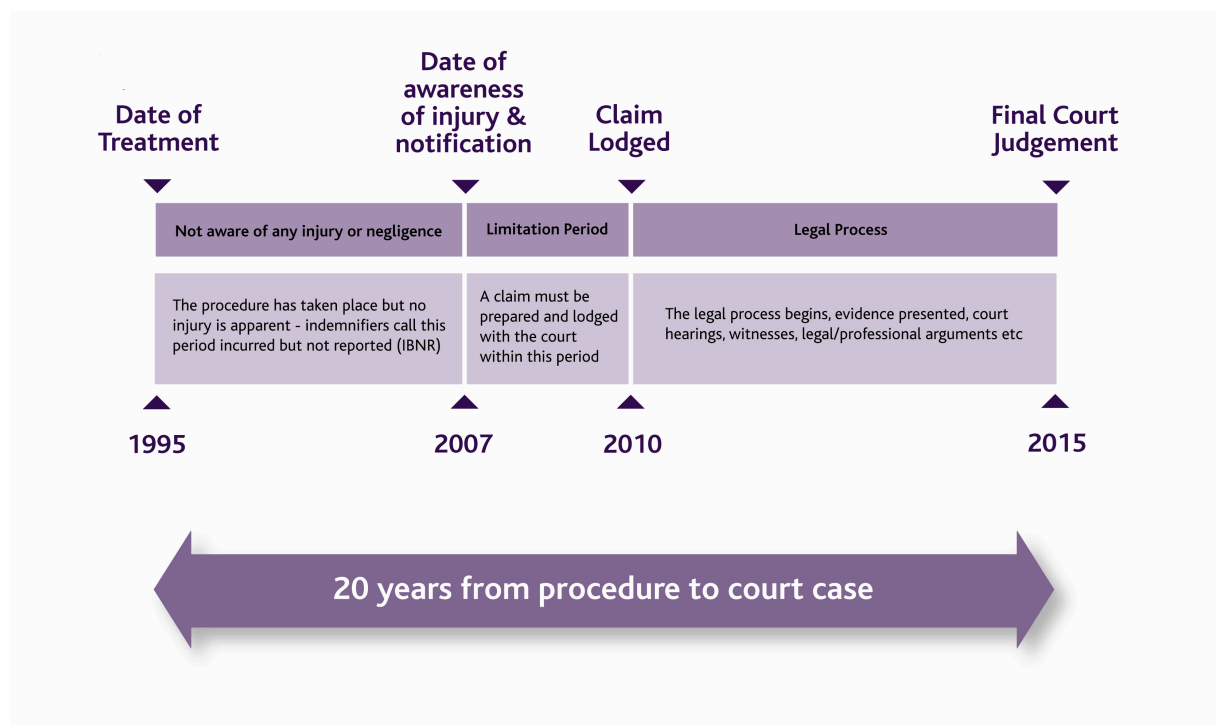 Date of
Treatment
Date of
awareness
of injury &
notification
Claim
Lodged
Final Court
Judgement
Not aware of any injury or negligence
Limitation Period
Legal Process
The procedure has taken place but no
injury is apparent - indemnifiers call this
period incurred but not reported (IBNR)
A claim must be
prepared and lodged
with the court
within this period
The legal process begins, evidence presented, court
hearings, witnesses, legal/professional arguments etc
1995
2007
2010
2015
20 years from procedure to court case